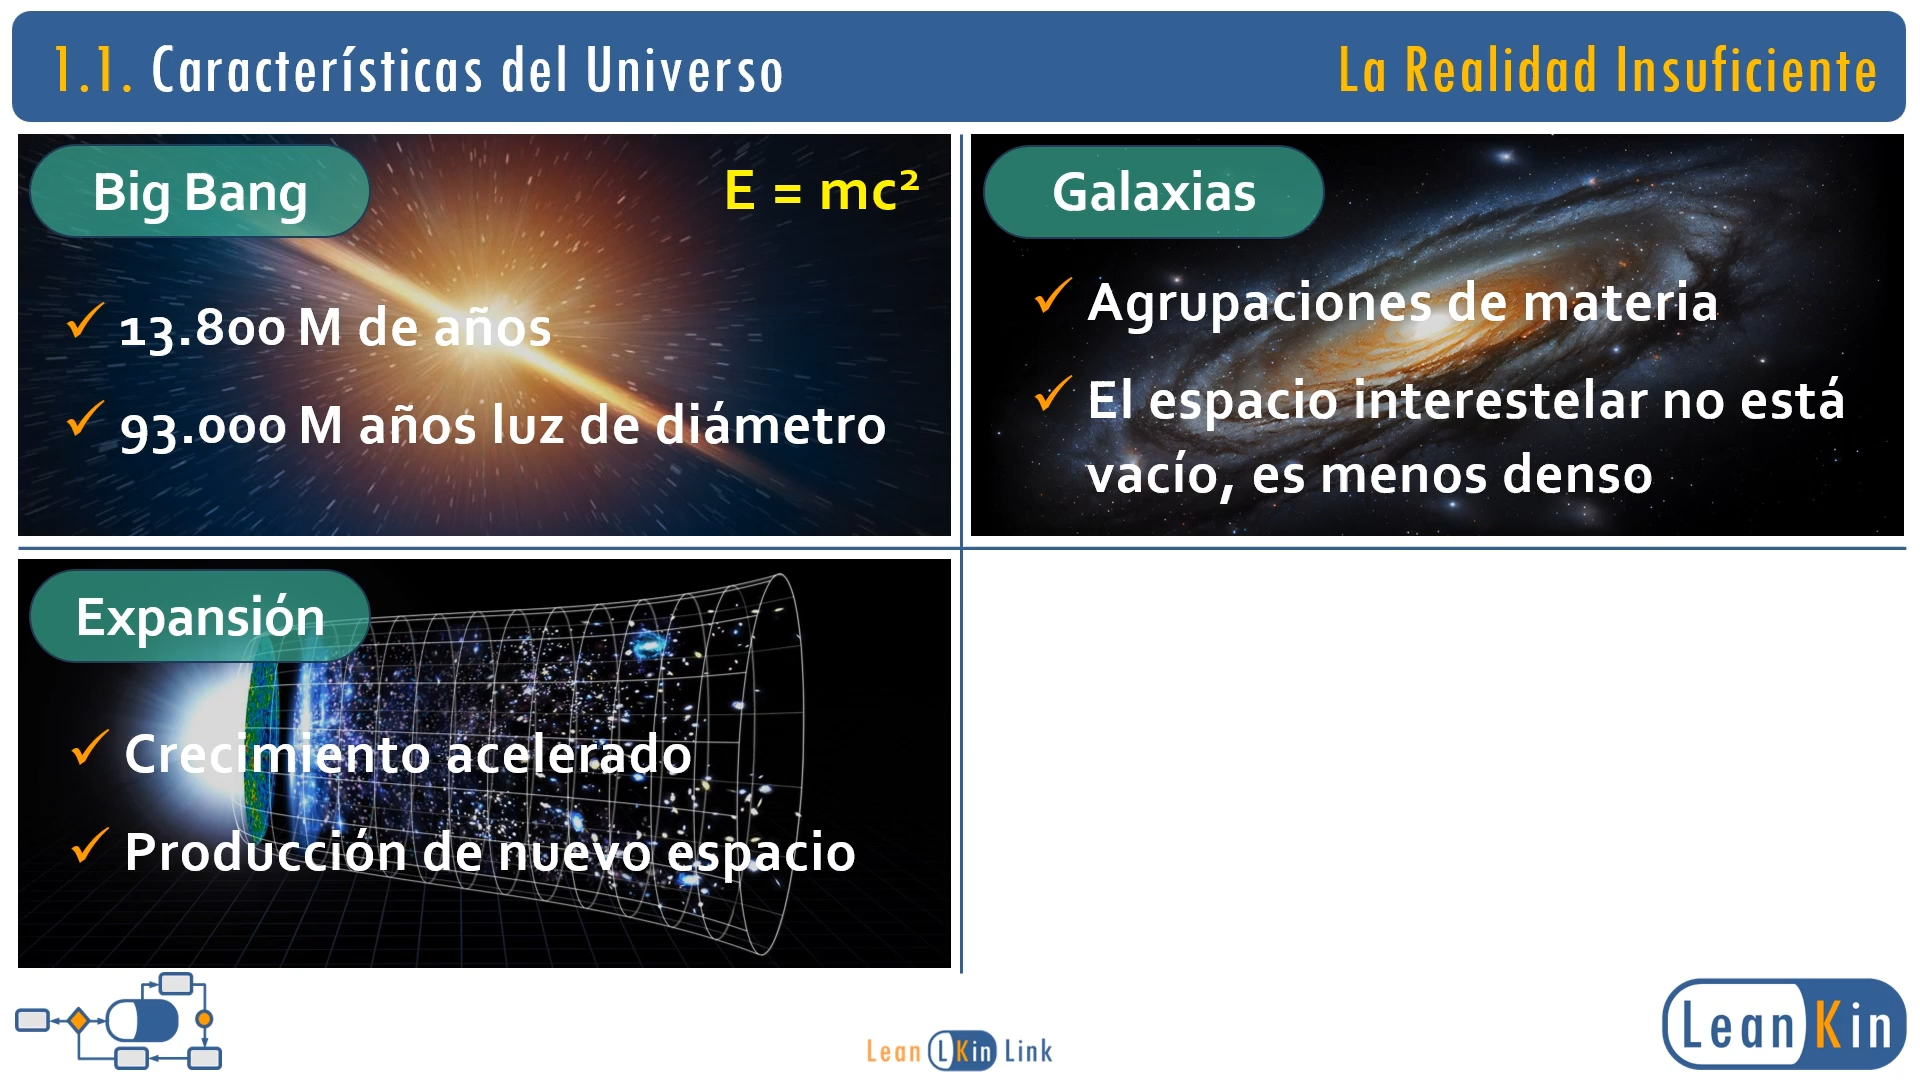 1.1. Características del Universo
La Realidad Insuficiente
Big Bang
E = mc²
✓ 13.800 M de años
✓ 93.000 M años luz de diámetro
Galaxias
✓ Agrupaciones de materia
✓ El espacio interestelar no está
vacío, es menos denso
Expansión
✓ Crecimiento acelerado
✓ Producción de nuevo espacio
Lean LKin Link
LeanKin